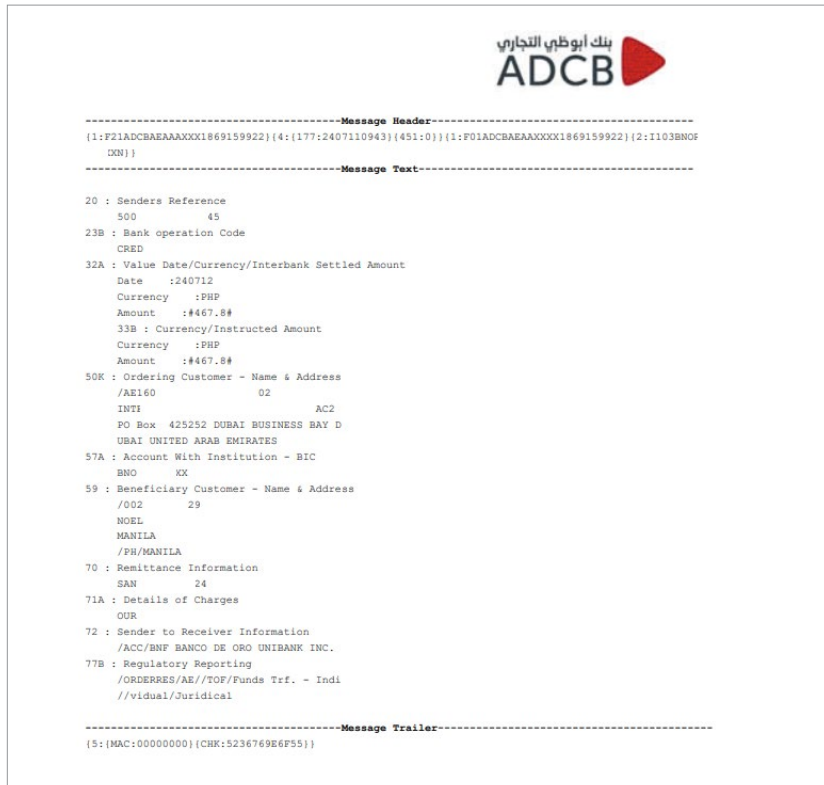 بنك أبوظبي التجاري
ADCB
----------------------------------------Message Header-----------------------------------------
{1:F21ADCBAEAAAXXX1869159922}{4:{177:2407110943}{451:0}}{1:F01ADCBAEAAXXXX1869159922}{2:I103BNOP
XN}}
----------------------------------------Message Text-------------------------------------------
20 : Senders Reference
500 45
23B : Bank operation Code
CRED
32A : Value Date/Currency/Interbank Settled Amount
Date :240712
Currency :PHP
Amount :#467.8#
33B : Currency/Instructed Amount
Currency :PHP
Amount :#467.8#
50K : Ordering Customer - Name & Address
/AE160 02
INTE AC2
PO Box 425252 DUBAI BUSINESS BAY D
UBAI UNITED ARAB EMIRATES
57A : Account With Institution - BIC
BNO XX
59 : Beneficiary Customer - Name & Address
/002 29
NOEL
MANILA
/PH/MANILA
70 : Remittance Information
SAN 24
71A : Details of Charges
OUR
72 : Sender to Receiver Information
/ACC/BNF BANCO DE ORO UNIBANK INC.
77B : Regulatory Reporting
/ORDERRES/AE//TOF/Funds Trf. - Indi
//vidual/Juridical
----------------------------------------Message Trailer-------------------------------------------
{5:{MAC:00000000}{CHK:5236769E6F55}}